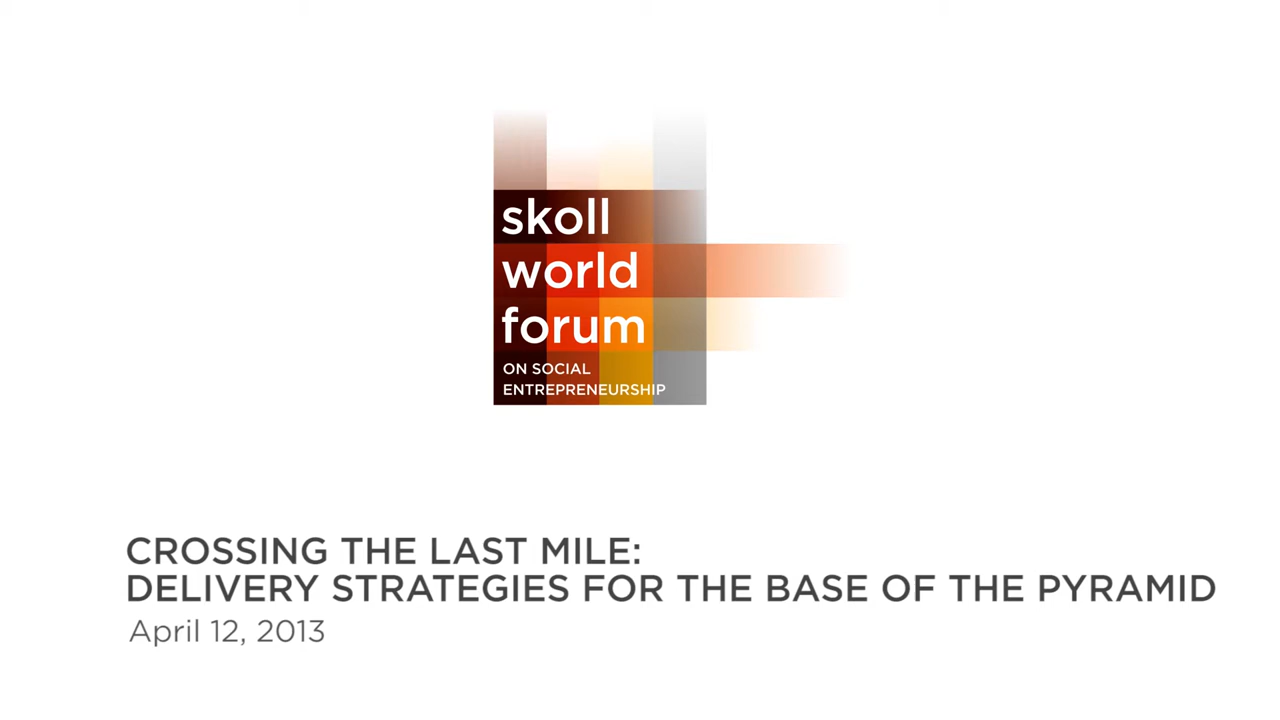 skoll
world
forum
ON SOCIAL
ENTREPRENEURSHIP
CROSSING THE LAST MILE:
DELIVERY STRATEGIES FOR THE BASE OF THE PYRAMID
April 12, 2013